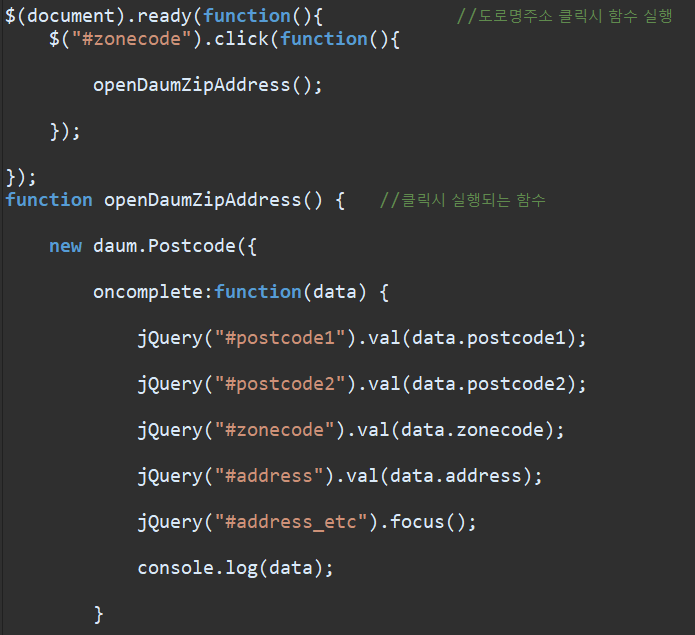 $(document).ready(function(){ //도로명주소 클릭시 함수 실행
$("#zonecode").click(function(){
openDaumZipAddress();
});
});
function openDaumZipAddress() { //클릭시 실행되는 함수
new daum.Postcode({
oncomplete:function(data) {
jQuery("#postcode1").val(data.postcode1);
jQuery("#postcode2").val(data.postcode2);
jQuery("#zonecode").val(data.zonecode);
jQuery("#address").val(data.address);
jQuery("#address_etc").focus();
console.log(data);
}